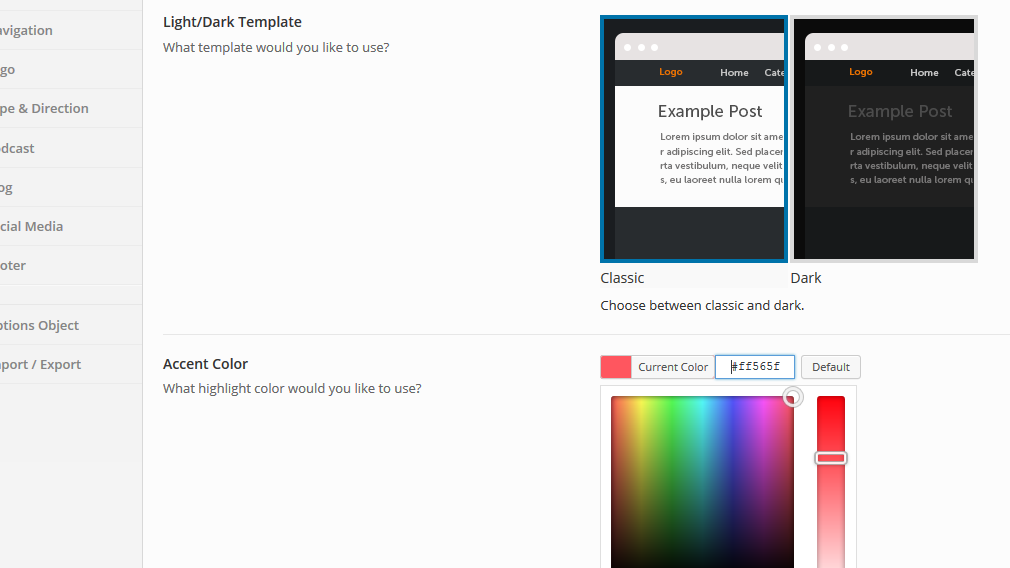 avigation
go
pe & Direction
dcast
og
cial Media
oter
ptions Object
port / Export
Light/Dark Template
What template would you like to use?
Logo Home Cate
Example Post
Lorem ipsum dolor sit ame
r adipiscing elit. Sed placer
rta vestibulum, neque velit
s, eu laoreet nulla lorem qu
Classic
Logo Home Cate
Example Post
Lorem ipsum dolor sit ame
r adipiscing elit. Sed placer
rta vestibulum, neque velit
s, eu laoreet nulla lorem qu
Dark
Choose between classic and dark.
Accent Color
What highlight color would you like to use?
Current Color #ff565f Default